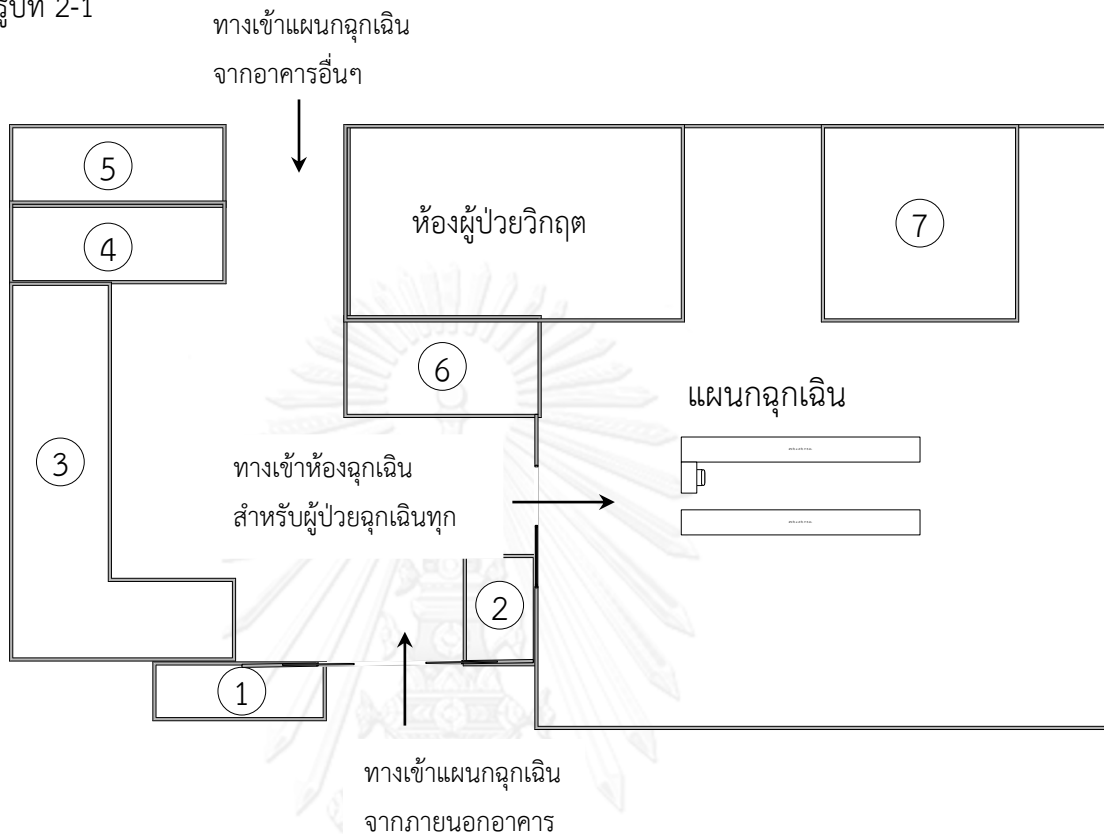 รูปที่ 2-1
ทางเข้าแผนกฉุกเฉิน
จากอาคารอื่นๆ
5
4
ห้องผู้ป่วยวิกฤต
7
6
แผนกฉุกเฉิน
3
ทางเข้าห้องฉุกเฉิน
สำหรับผู้ป่วยฉุกเฉินทุก
2
1
ทางเข้าแผนกฉุกเฉิน
จากภายนอกอาคาร